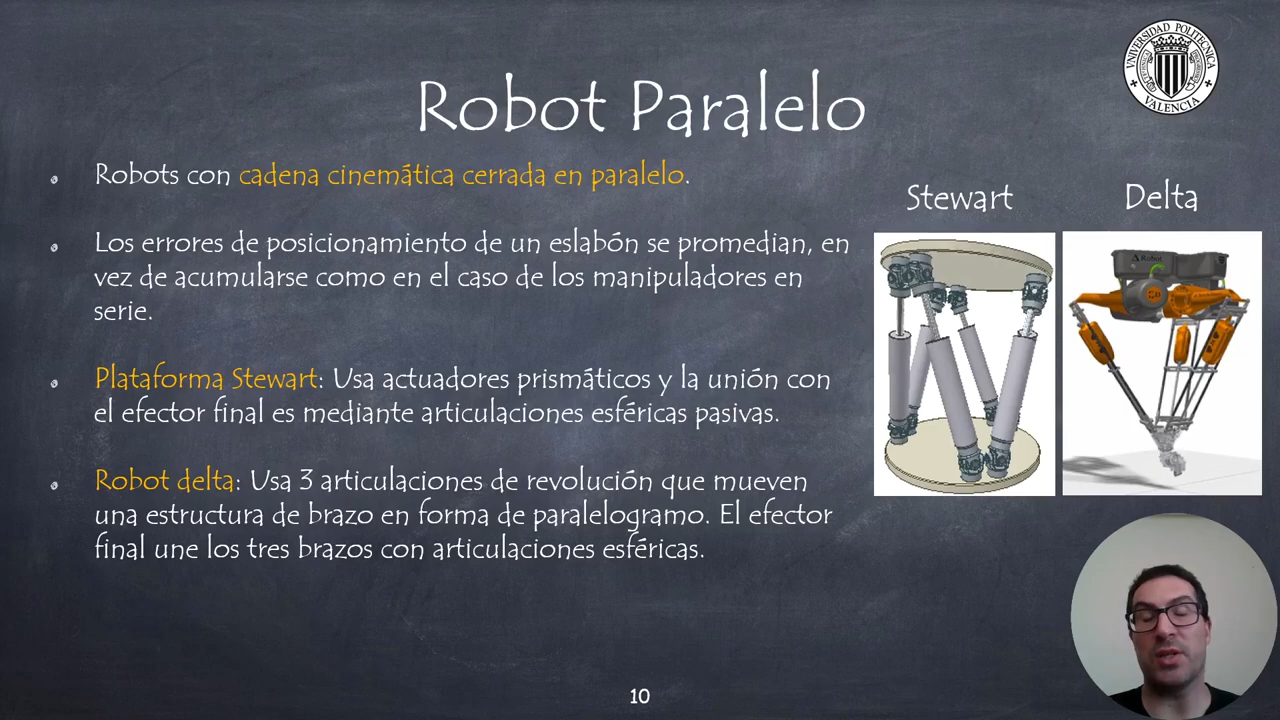 UNIVERSIDAD POLITECNICA
VALENCIA
Robot Paralelo
Robots con cadena cinemática cerrada en paralelo.
Los errores de posicionamiento de un eslabón se promedian, en
vez de acumularse como en el caso de los manipuladores en
serie.
Plataforma Stewart: Usa actuadores prismáticos y la unión con
el efector final es mediante articulaciones esféricas pasivas.
Robot delta: Usa 3 articulaciones de revolución que mueven
una estructura de brazo en forma de paralelogramo. El efector
final une los tres brazos con articulaciones esféricas.
Stewart
Delta
Δ Robot
10